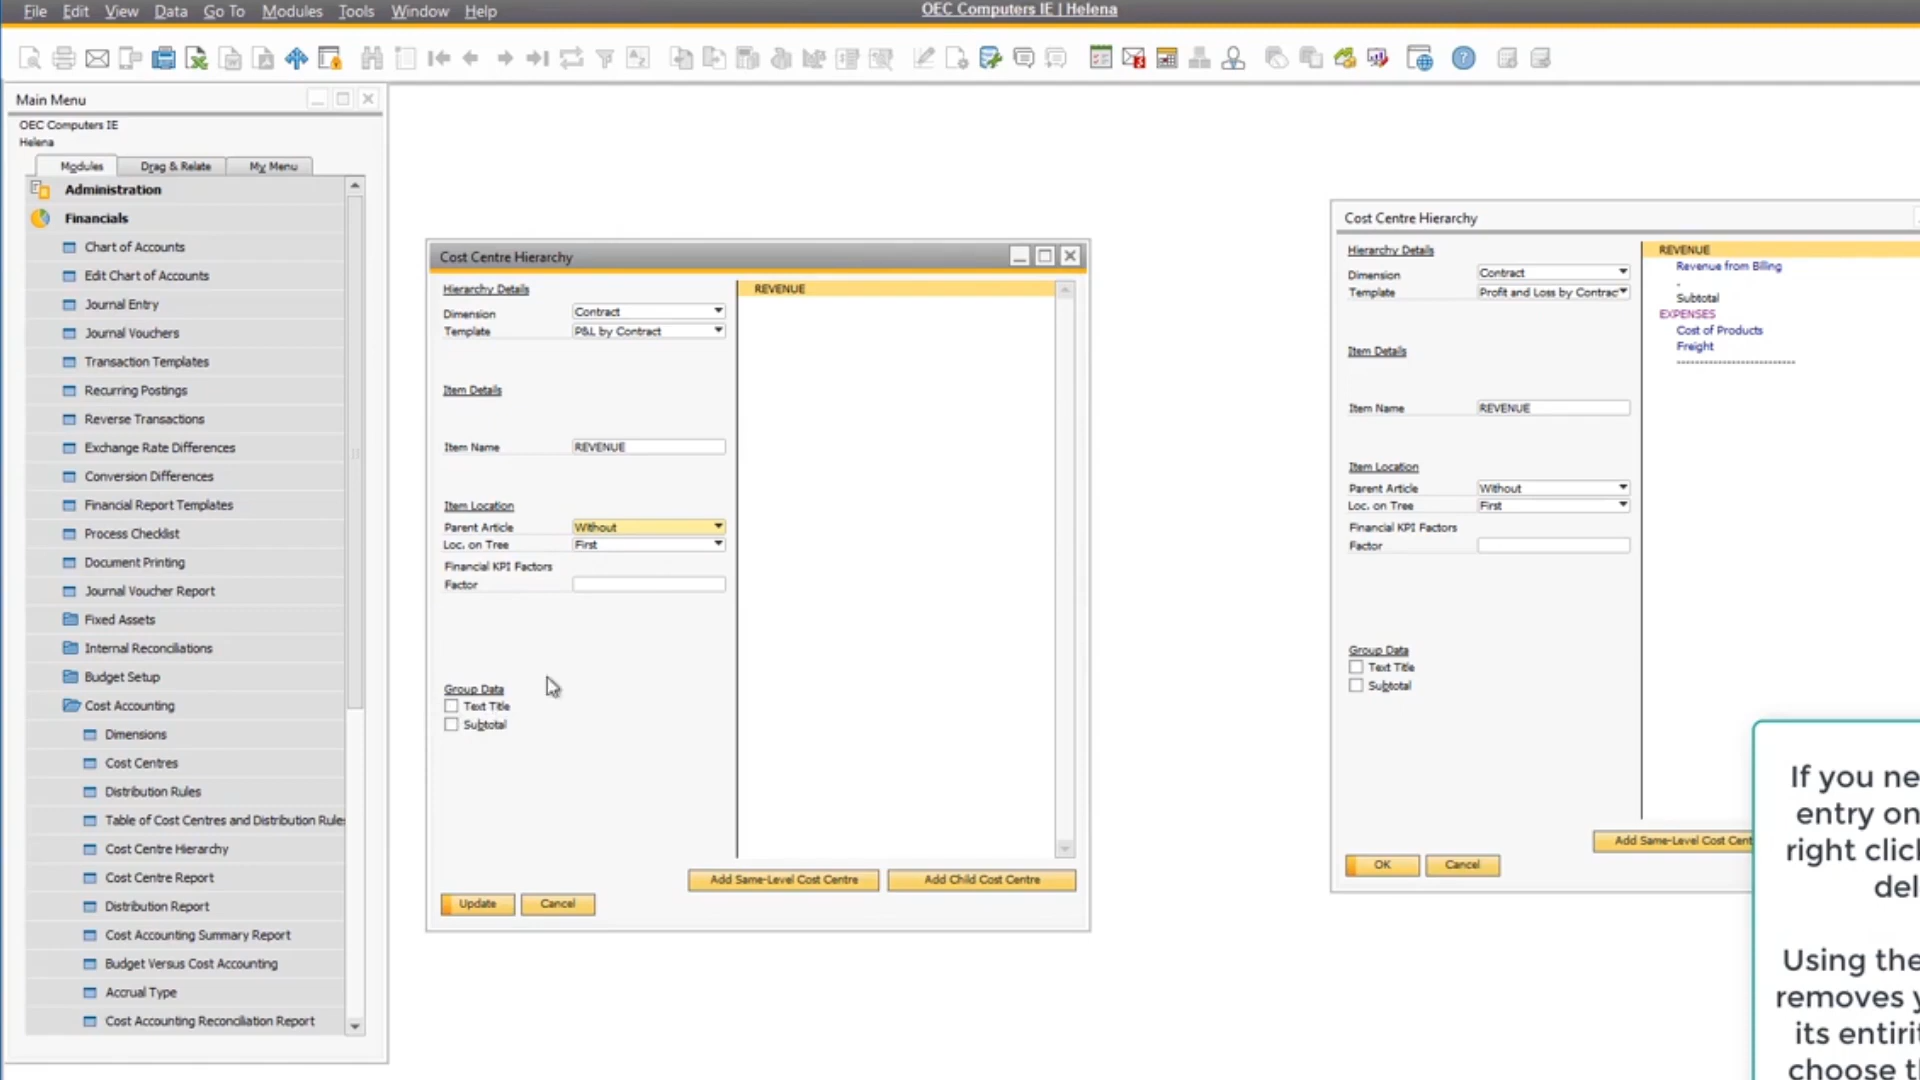 File Edit View Data Go To Modules Tools Window Help
OEC Computers IE | Helena
Main Menu
OEC Computers IE
Helena
Modules Drag & Relate My Menu
Administration
Financials
Chart of Accounts
Edit Chart of Accounts
Journal Entry
Journal Vouchers
Transaction Templates
Recurring Postings
Reverse Transactions
Exchange Rate Differences
Conversion Differences
Financial Report Templates
Process Checklist
Document Printing
Journal Voucher Report
Fixed Assets
Internal Reconciliations
Budget Setup
Cost Accounting
Dimensions
Cost Centres
Distribution Rules
Table of Cost Centres and Distribution Rules
Cost Centre Hierarchy
Cost Centre Report
Distribution Report
Cost Accounting Summary Report
Budget Versus Cost Accounting
Accrual Type
Cost Accounting Reconciliation Report
Cost Centre Hierarchy
Hierarchy Details
Dimension Contract
Template P&L by Contract
Item Details
Item Name REVENUE
Item Location
Parent Article Without
Loc. on Tree First
Financial KPI Factors
Factor
Group Data
Text Title
Subtotal
REVENUE
Add Same-Level Cost Centre Add Child Cost Centre
Update Cancel
Cost Centre Hierarchy
Hierarchy Details
Dimension Contract
Template Profit and Loss by Contrac
Item Details
Item Name REVENUE
Item Location
Parent Article Without
Loc. on Tree First
Financial KPI Factors
Factor
Group Data
Text Title
Subtotal
REVENUE
Revenue from Billing
-
Subtotal
EXPENSES
Cost of Products
Freight
--------------------------
Add Same-Level Cost Cent
OK Cancel
If you ne
entry on
right click
del
Using the
removes y
its entiri
choose t